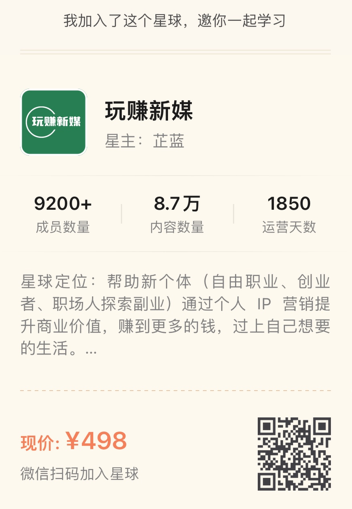 我加入了这个星球，邀你一起学习
玩赚新媒
玩赚新媒
星主：芷蓝
9200+ 8.7万 1850
成员数量 内容数量 运营天数
星球定位：帮助新个体（自由职业、创业
者、职场人探索副业）通过个人 IP 营销提
升商业价值，赚到更多的钱，过上自己想要
的生活。...
现价: ¥498
微信扫码加入星球